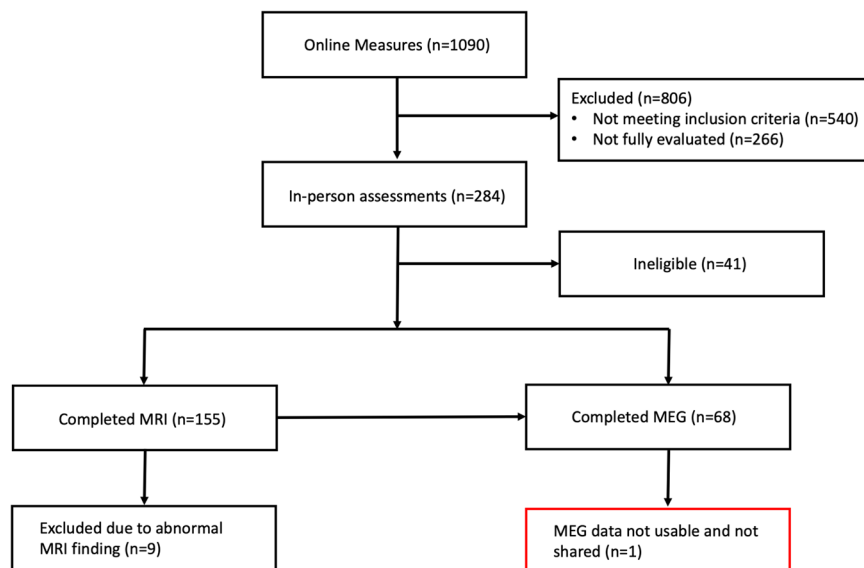 Online Measures (n=1090)
Excluded (n=806)
• Not meeting inclusion criteria (n=540)
• Not fully evaluated (n=266)
In-person assessments (n=284)
Ineligible (n=41)
Completed MRI (n=155)
Completed MEG (n=68)
Excluded due to abnormal
MRI finding (n=9)
MEG data not usable and not
shared (n=1)